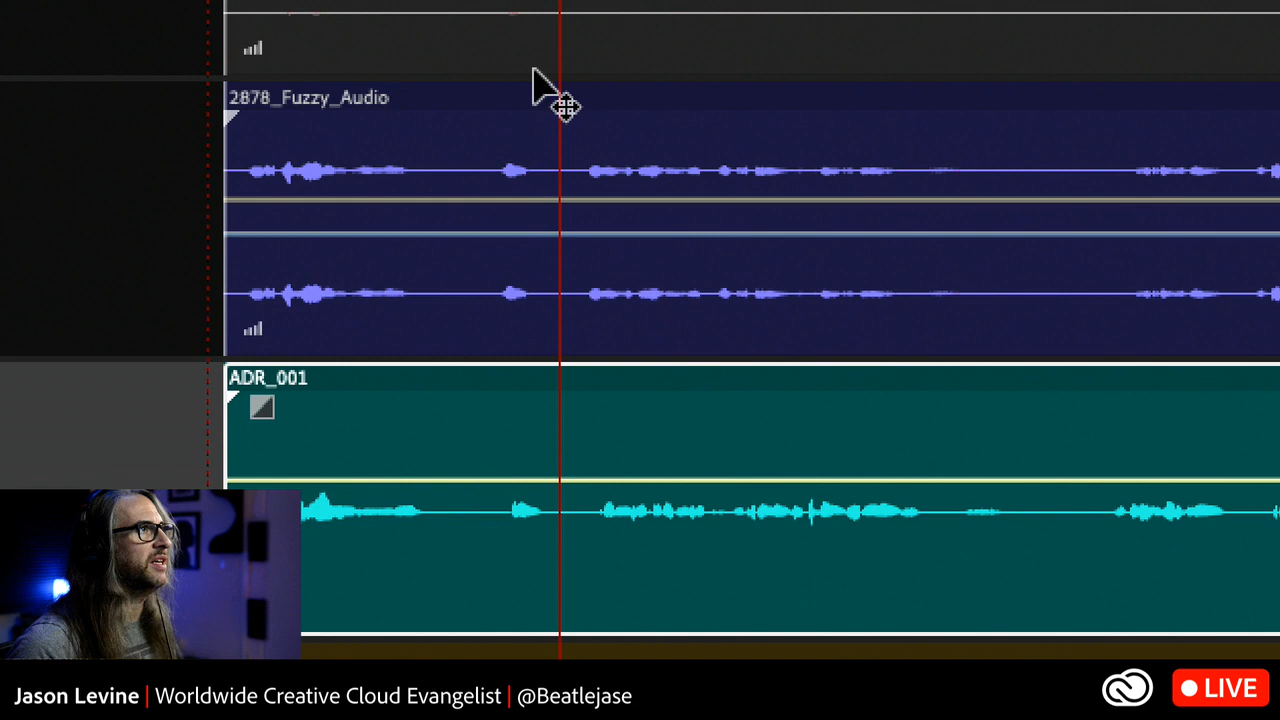 2878_Fuzzy_Audio
ADR_001
Jason Levine | Worldwide Creative Cloud Evangelist | @Beatlejase
LIVE